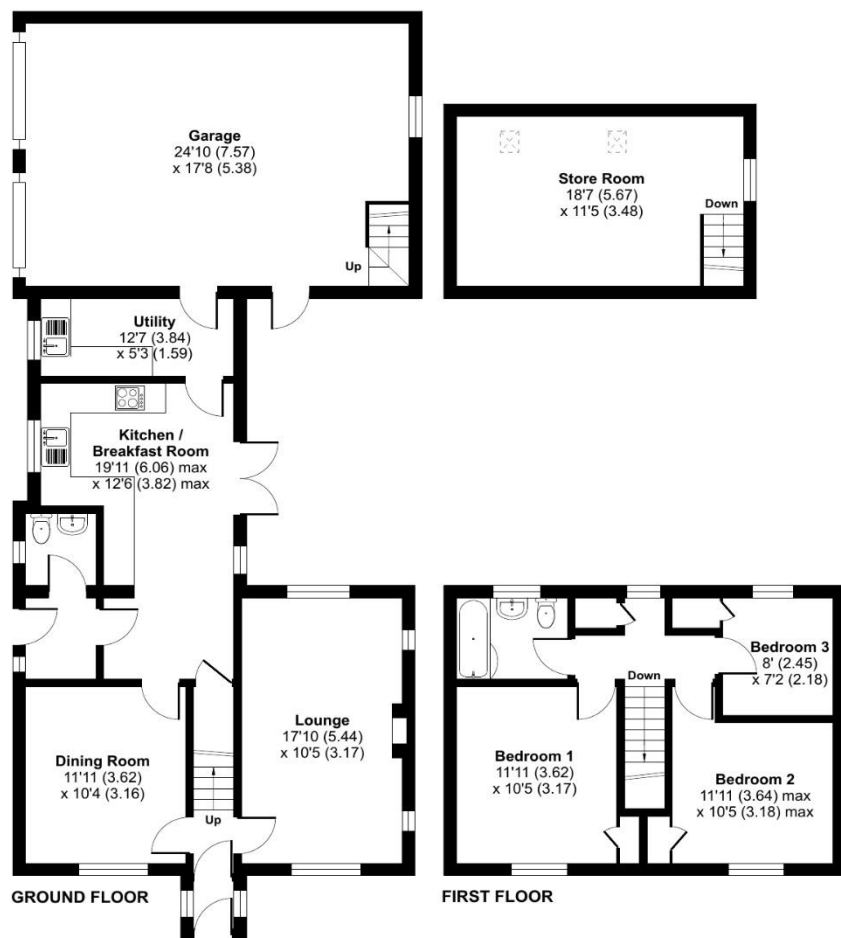 Garage
24'10 (7.57)
x 17'8 (5.38)
Up
Store Room
18'7 (5.67)
x 11'5 (3.48)
Down
Utility
12'7 (3.84)
x 5'3 (1.59)
Kitchen /
Breakfast Room
19'11 (6.06) max
x 12'6 (3.82) max
Dining Room
11'11 (3.62)
x 10'4 (3.16)
Up
Lounge
17'10 (5.44)
x 10'5 (3.17)
GROUND FLOOR
Bedroom 3
8' (2.45)
x 7'2 (2.18)
Down
Bedroom 1
11'11 (3.62)
x 10'5 (3.17)
Bedroom 2
11'11 (3.64) max
x 10'5 (3.18) max
FIRST FLOOR